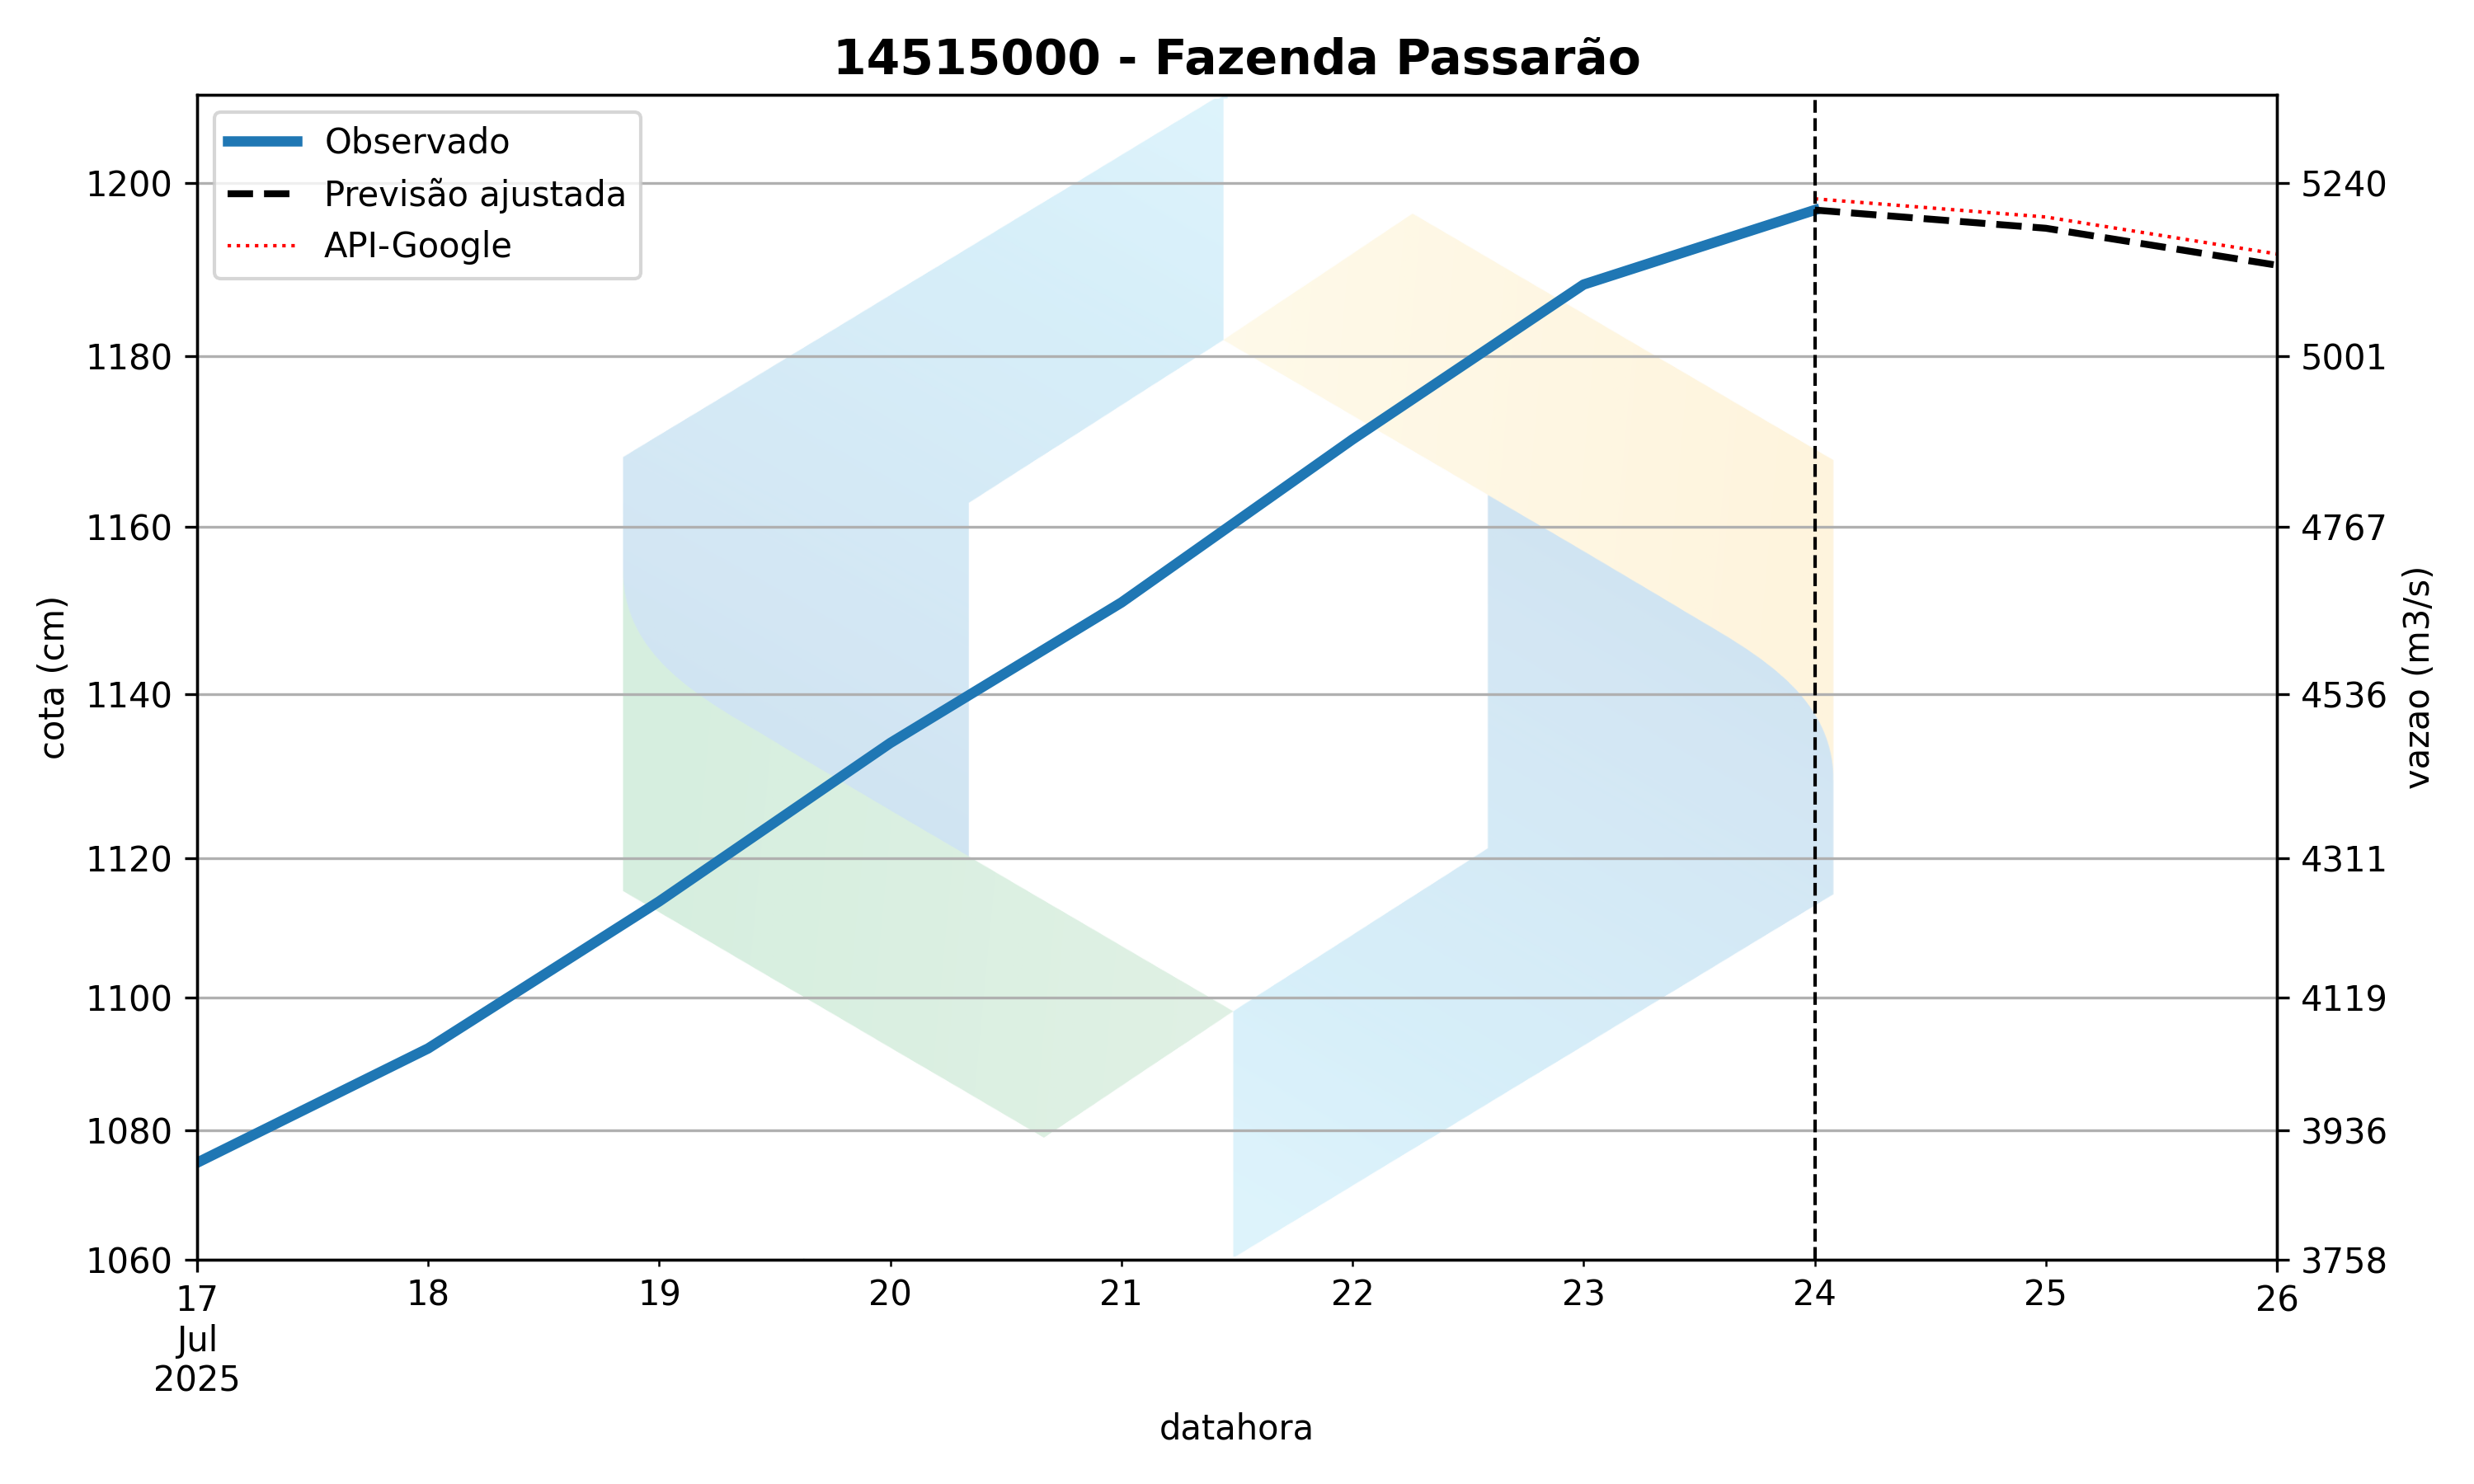 14515000 - Fazenda Passarão
Observado
Previsão ajustada
API-Google
1200
1180
1160
1140
1120
1100
1080
1060
cota (cm)
5240
5001
4767
4536
4311
4119
3936
3758
vazao (m3/s)
17 18 19 20 21 22 23 24 25 26
Jul
2025
datahora